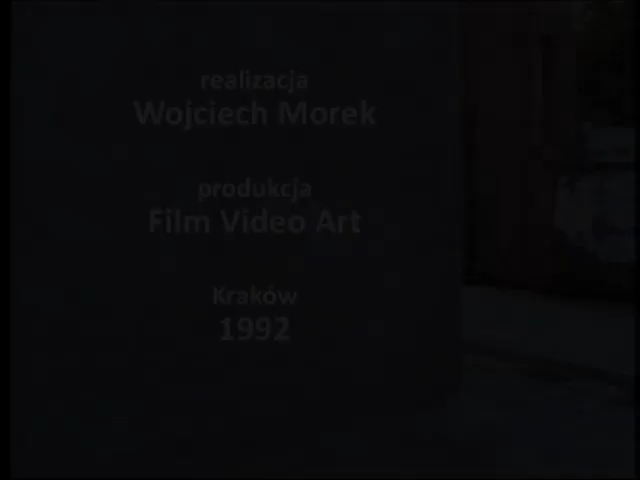 realizacja
Wojciech Morek
produkcja
Film Video Art
Kraków
1992